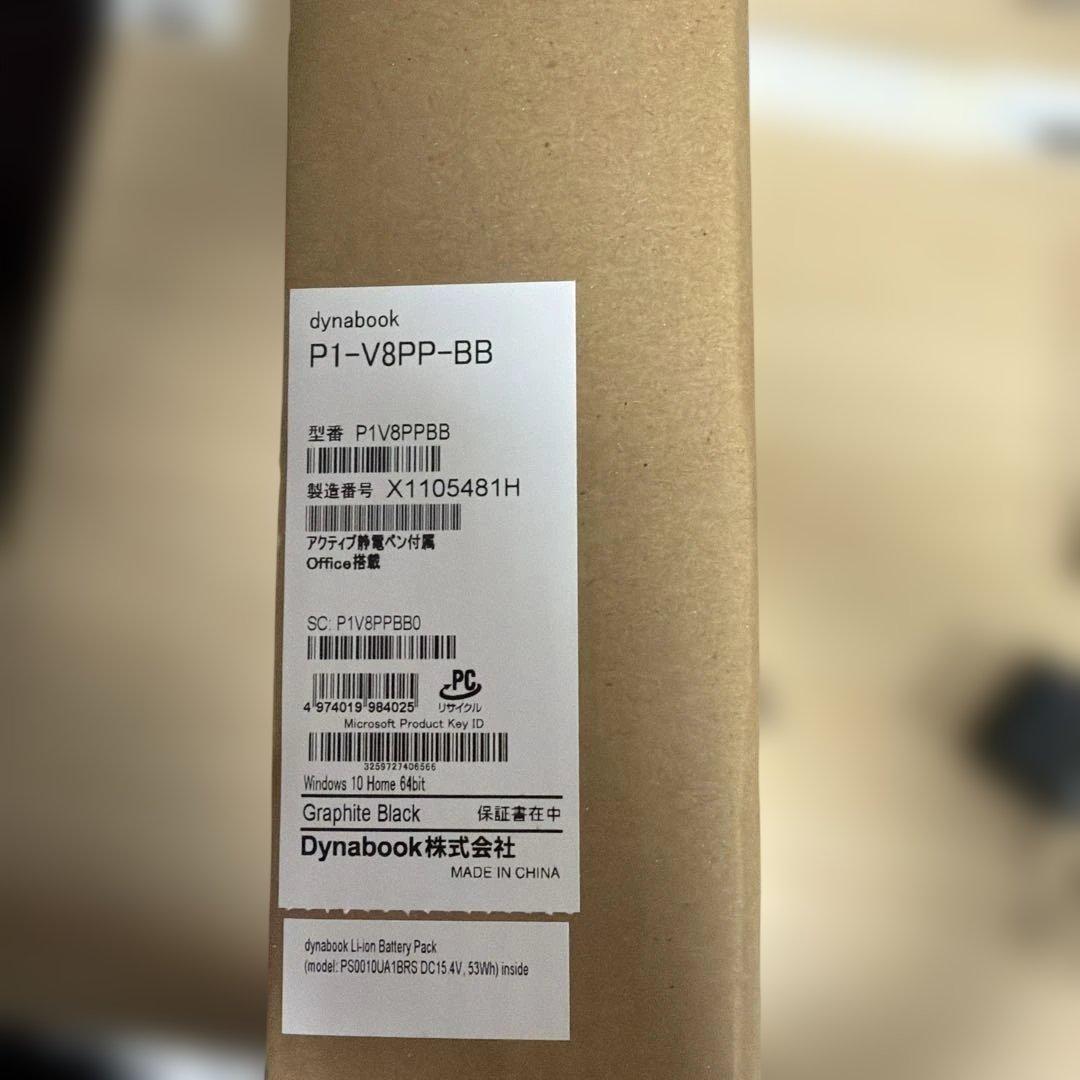 dynabook
P1-V8PP-BB
型番 P1V8PPBB
製造番号 X1105481H
アクティブ静電ペン付属
Office搭載
SC: P1V8PPBB0
4 974019 984025
PC
リサイクル
Microsoft Product Key ID
3259727406566
Windows 10 Home 64bit
Graphite Black 保証書在中
Dynabook株式会社
MADE IN CHINA
dynabook Li-ion Battery Pack
(model: PS0010UA1BRS DC15.4V, 53Wh) inside